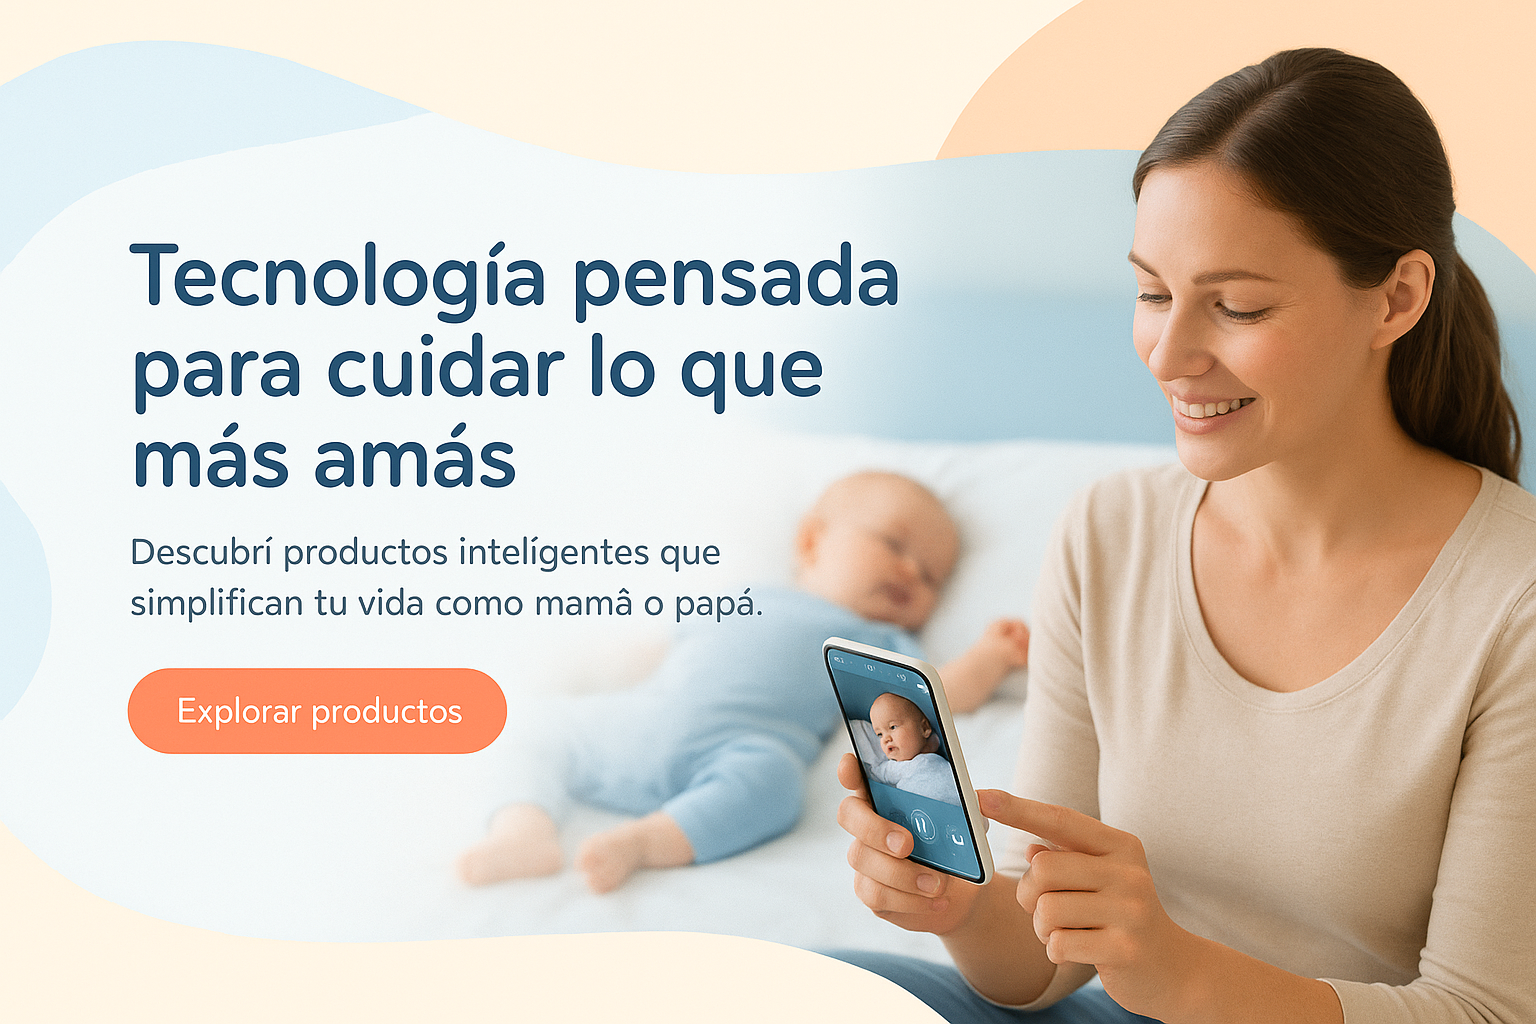 Tecnología pensada
para cuidar lo que
más amás
Descubrí productos intelígentes que
simplifican tu vida como mamâ o papá.
Explorar productos